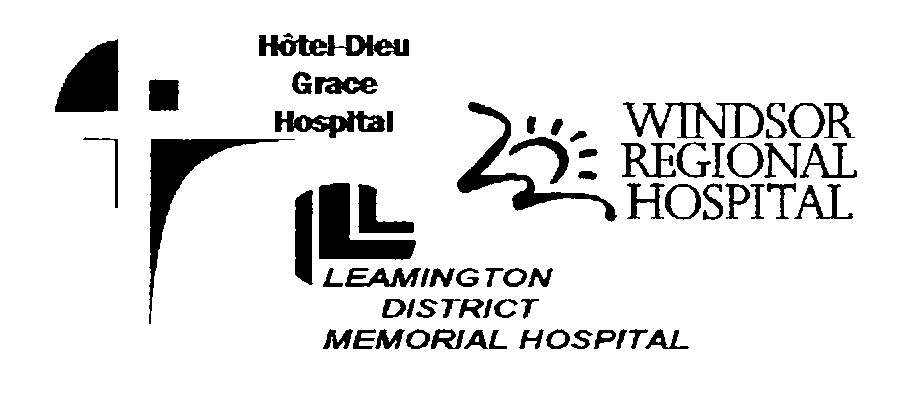 Hôtel-Dieu
Grace
Hospital
WINDSOR
REGIONAL
HOSPITAL
LEAMINGTON
DISTRICT
MEMORIAL HOSPITAL